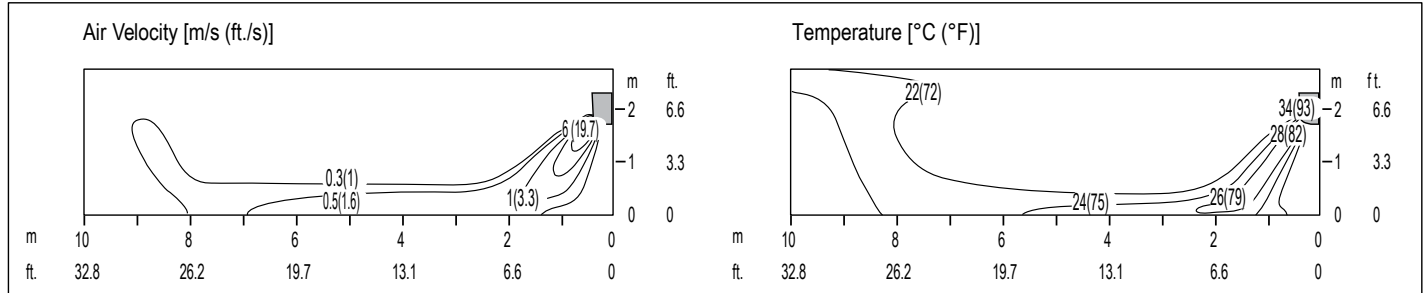 Air Velocity [m/s (ft./s)]
m ft.
2 6.6
6 (19.7)
1 3.3
0.3(1)
0.5(1.6)
1(3.3)
0 0
m 10 8 6 4 2 0
ft. 32.8 26.2 19.7 13.1 6.6 0
Temperature [°C (°F)]
m ft.
22(72)
34(93)
2 6.6
28(82)
1 3.3
24(75)
26(79)
0 0
m 10 8 6 4 2 0
ft. 32.8 26.2 19.7 13.1 6.6 0